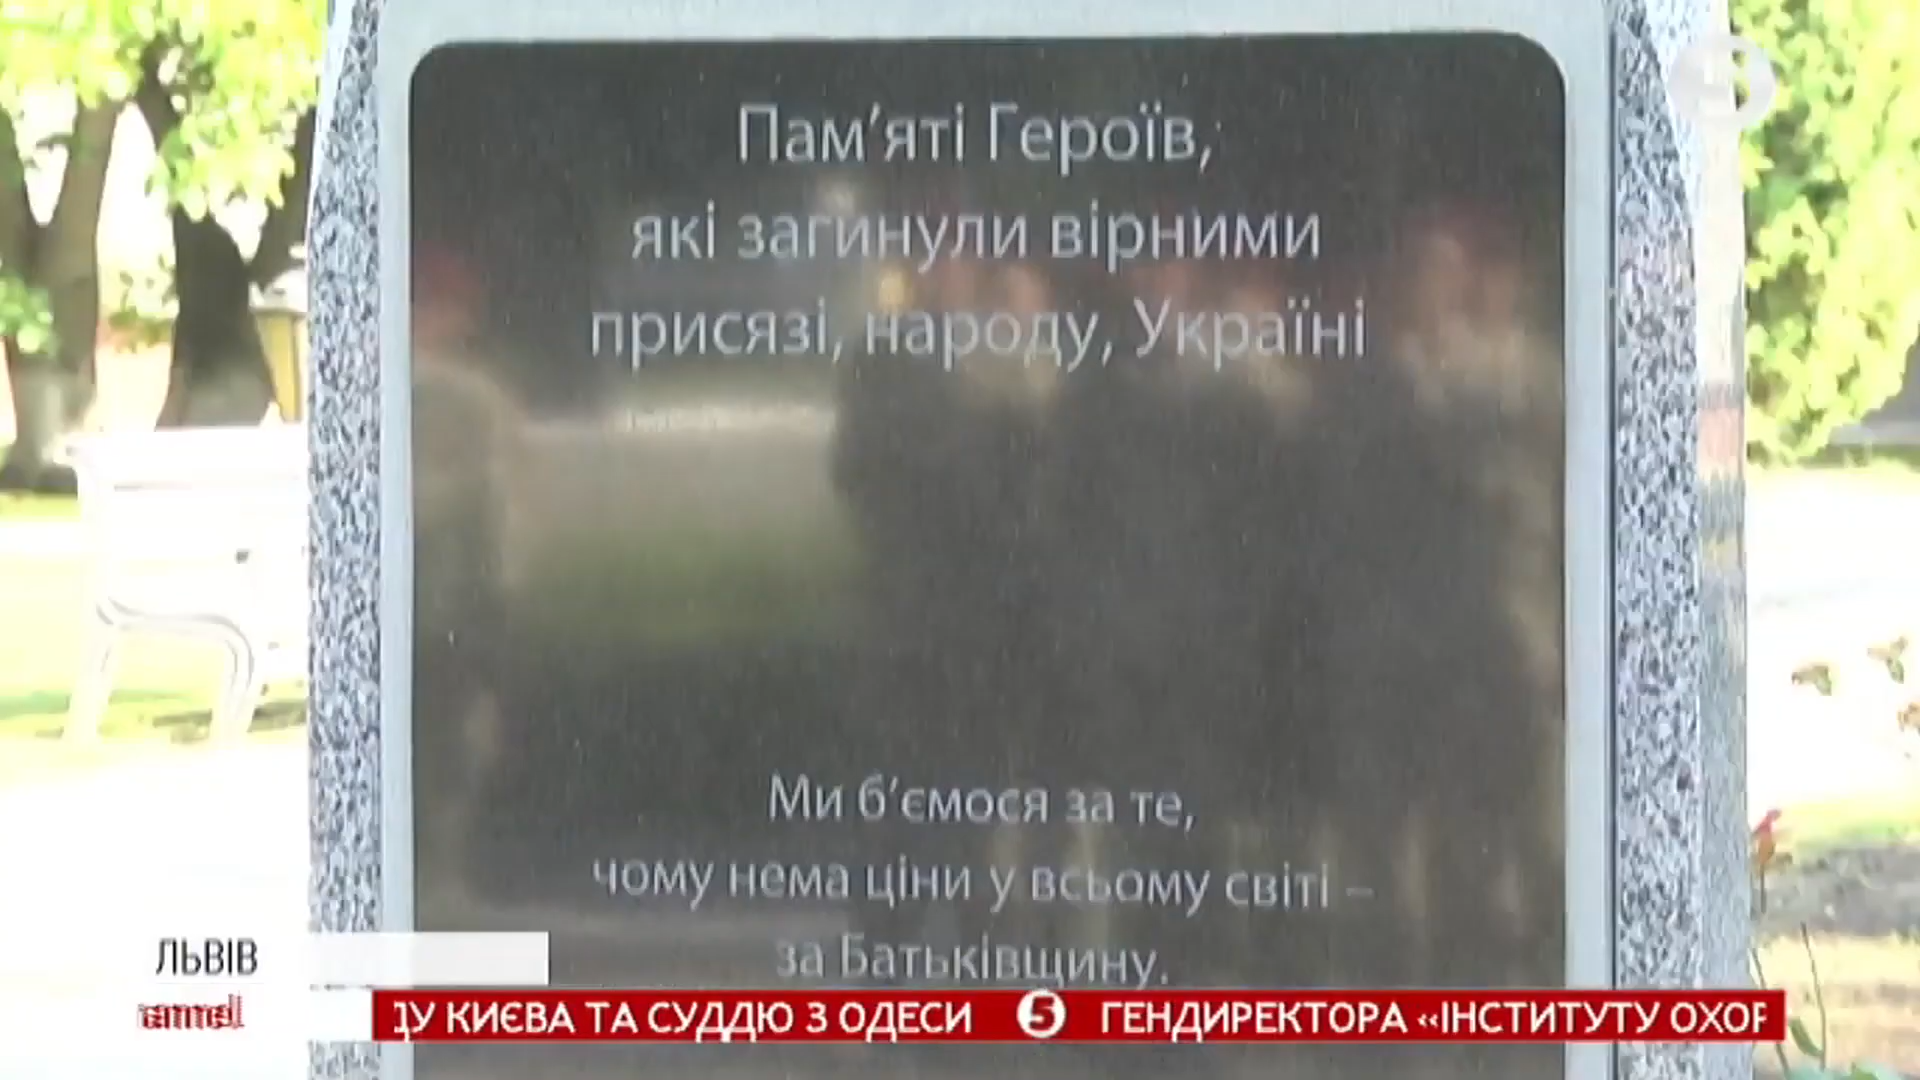 Пам'яті Героїв,
які загинули вірними
присязі, народу, Україні
Ми б'ємося за те,
чому нема ціни у всьому світі –
за Батьківщину.
ЛЬВІВ
ДУ КИЄВА ТА СУДДЮ З ОДЕСИ 5 ГЕНДИРЕКТОРА «ІНСТИТУТУ ОХОР